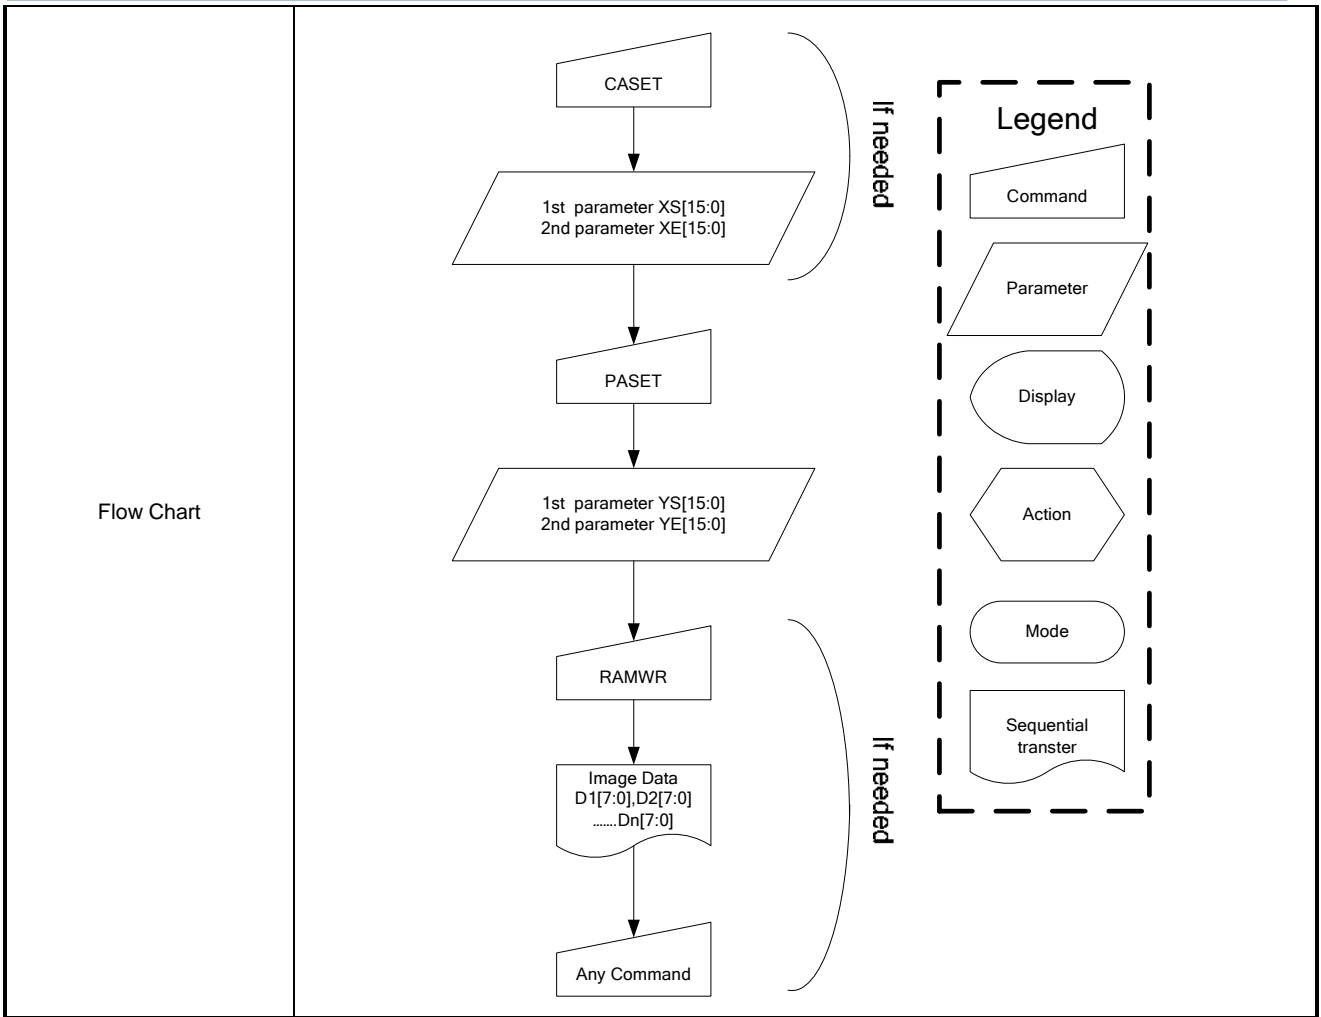 Flow Chart
CASET
1st parameter XS[15:0]
2nd parameter XE[15:0]
If needed
PASET
1st parameter YS[15:0]
2nd parameter YE[15:0]
RAMWR
Image Data
D1[7:0],D2[7:0]
.......Dn[7:0]
If needed
Any Command
Legend
Command
Parameter
Display
Action
Mode
Sequential
transter